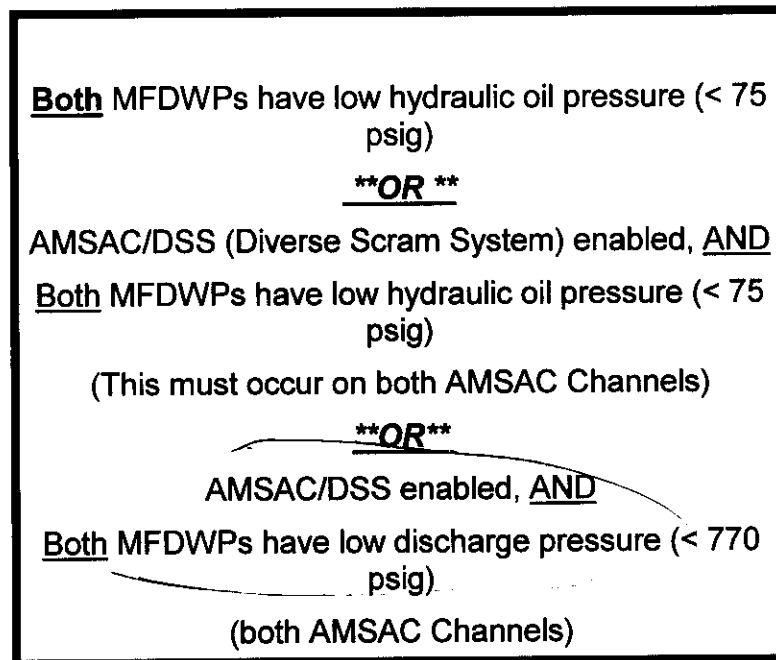 Both MFDWPs have low hydraulic oil pressure (< 75
psig)
**OR **
AMSAC/DSS (Diverse Scram System) enabled, AND
Both MFDWPs have low hydraulic oil pressure (< 75
psig)
(This must occur on both AMSAC Channels)
**OR**
AMSAC/DSS enabled, AND
Both MFDWPs have low discharge pressure (< 770
psig)
(both AMSAC Channels)